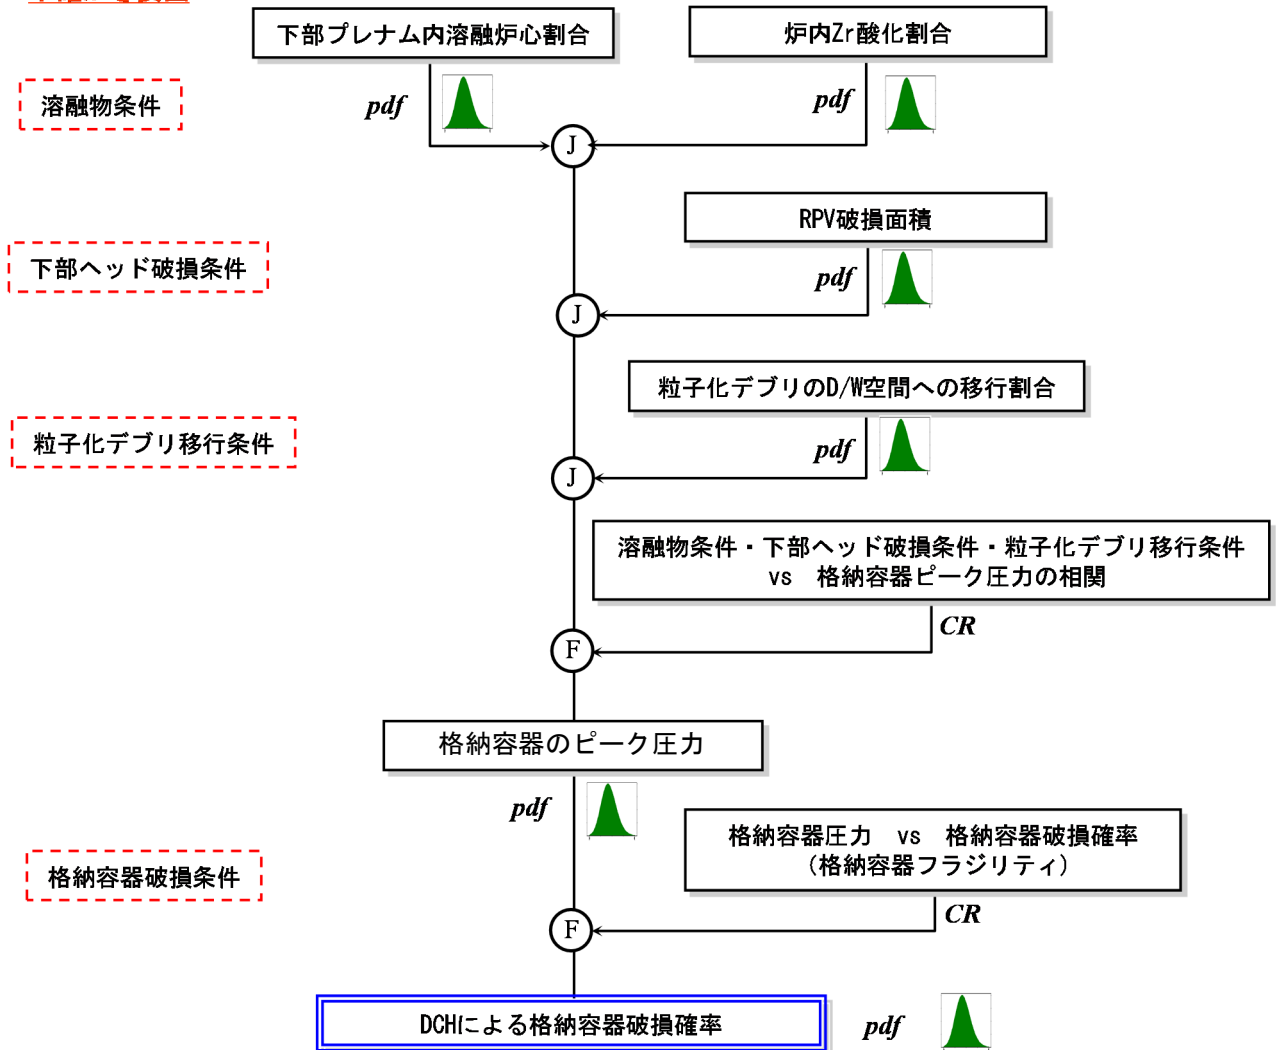 下部プレナム内溶融炉心割合
炉内Zr酸化割合
溶融物条件
pdf
pdf
J
RPV破損面積
下部ヘッド破損条件
pdf
J
粒子化デブリのD/W空間への移行割合
粒子化デブリ移行条件
pdf
J
溶融物条件・下部ヘッド破損条件・粒子化デブリ移行条件
vs 格納容器ピーク圧力の相関
CR
F
格納容器のピーク圧力
pdf
格納容器圧力 vs 格納容器破損確率
(格納容器フラジリティ)
格納容器破損条件
CR
F
DCHによる格納容器破損確率
pdf